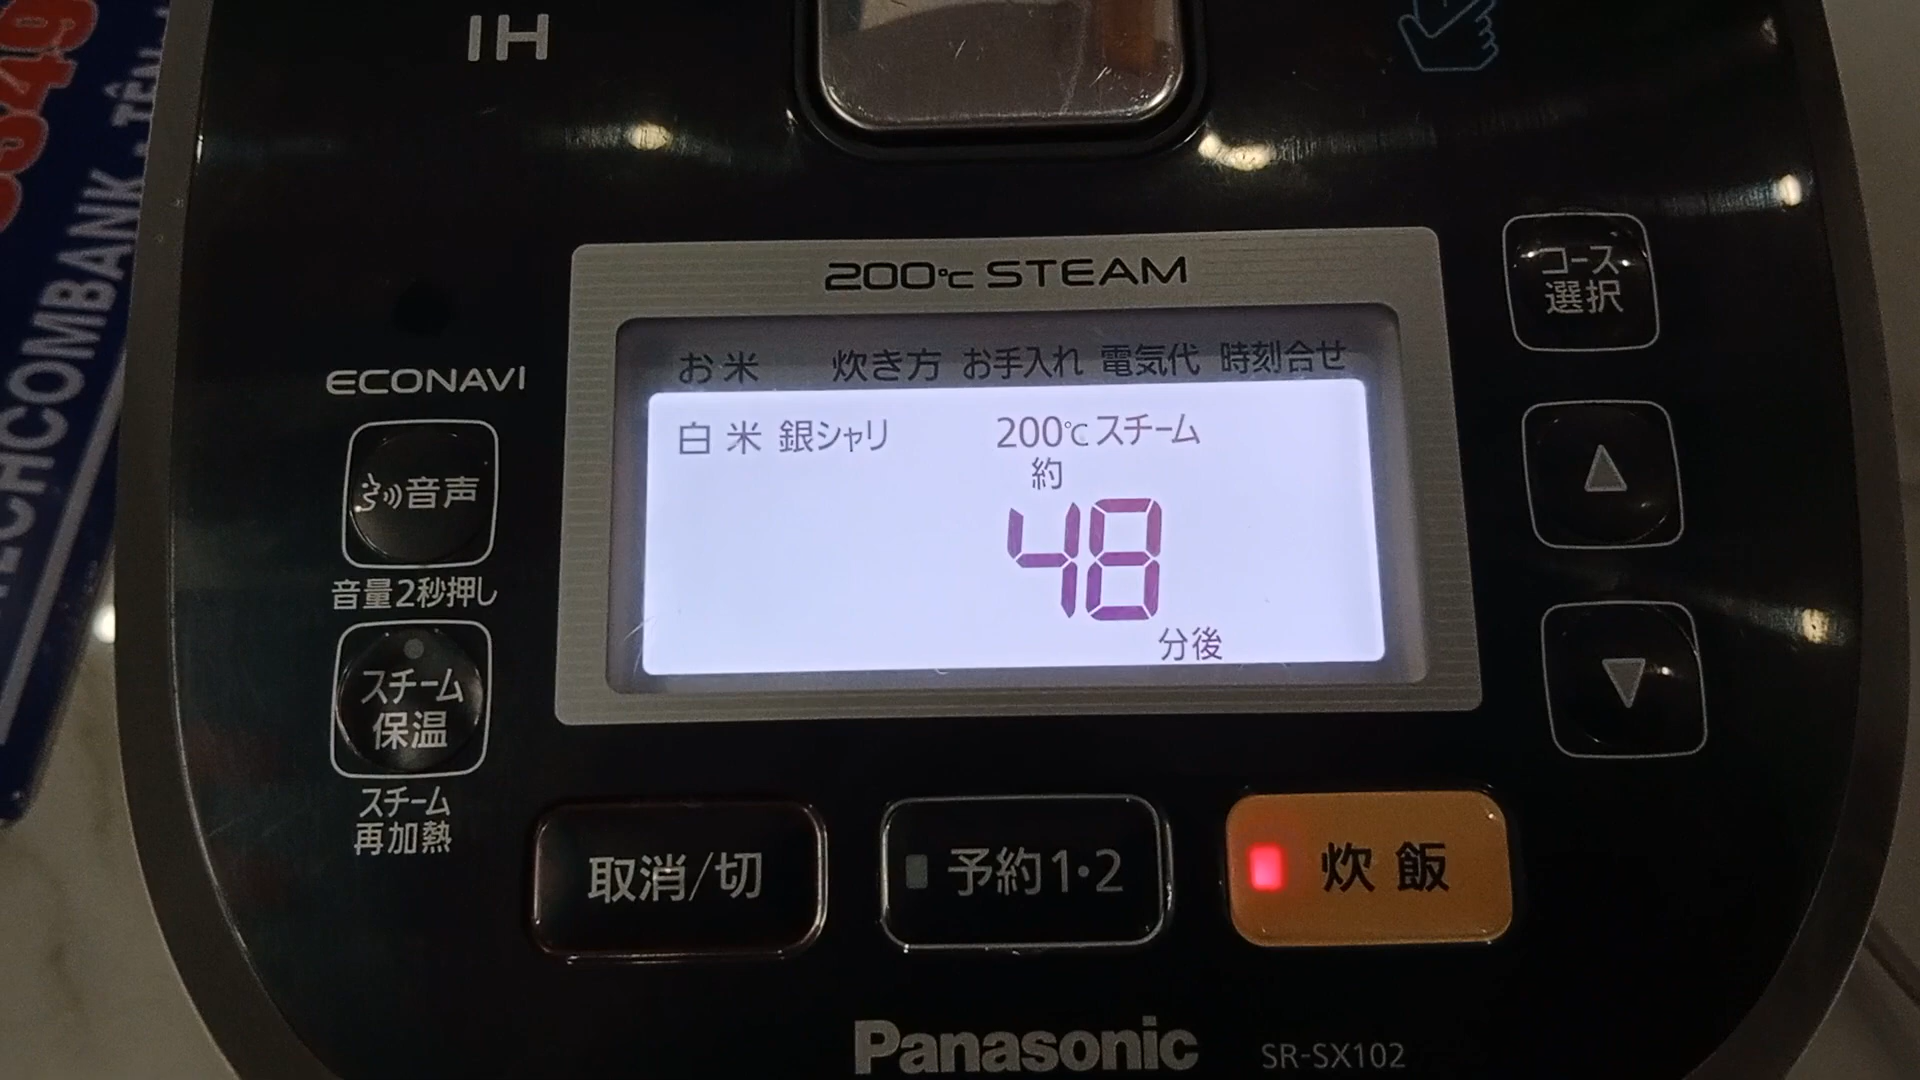 IH
TECHCOMBANK - TÊN
200℃ STEAM
コース
選択
お米 炊き方 お手入れ 電気代 時刻合せ
ECONAVI
白米 銀シャリ 200℃スチーム
約
48
分後
音声
音量2秒押し
スチーム
保温
スチーム
再加熱
取消/切
予約1・2
炊飯
Panasonic
SR-SX102